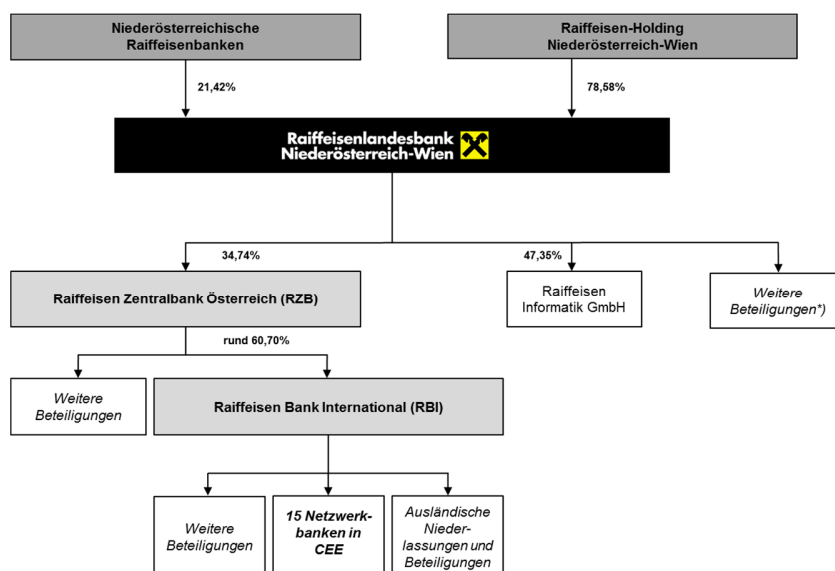 Niederösterreichische
Raiffeisenbanken
Raiffeisen-Holding
Niederösterreich-Wien
21,42%
78,58%
Raiffeisenlandesbank
Niederösterreich-Wien
34,74%
47,35%
Raiffeisen Zentralbank Österreich (RZB)
Raiffeisen
Informatik GmbH
Weitere
Beteiligungen*)
rund 60,70%
Weitere
Beteiligungen
Raiffeisen Bank International (RBI)
Weitere
Beteiligungen
15 Netzwerk-
banken in
CEE
Ausländische
Nieder-
lassungen und
Beteiligungen